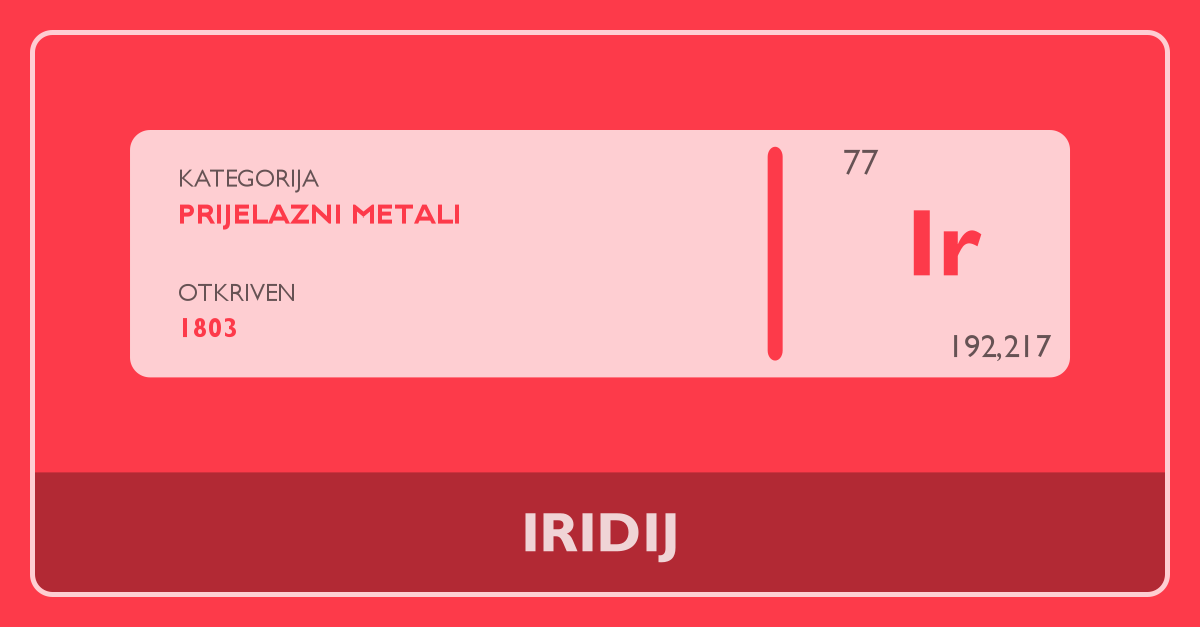 KATEGORIJA
PRIJELAZNI METALI
OTKRIVEN
1803
77
Ir
192,217
IRIDIJ